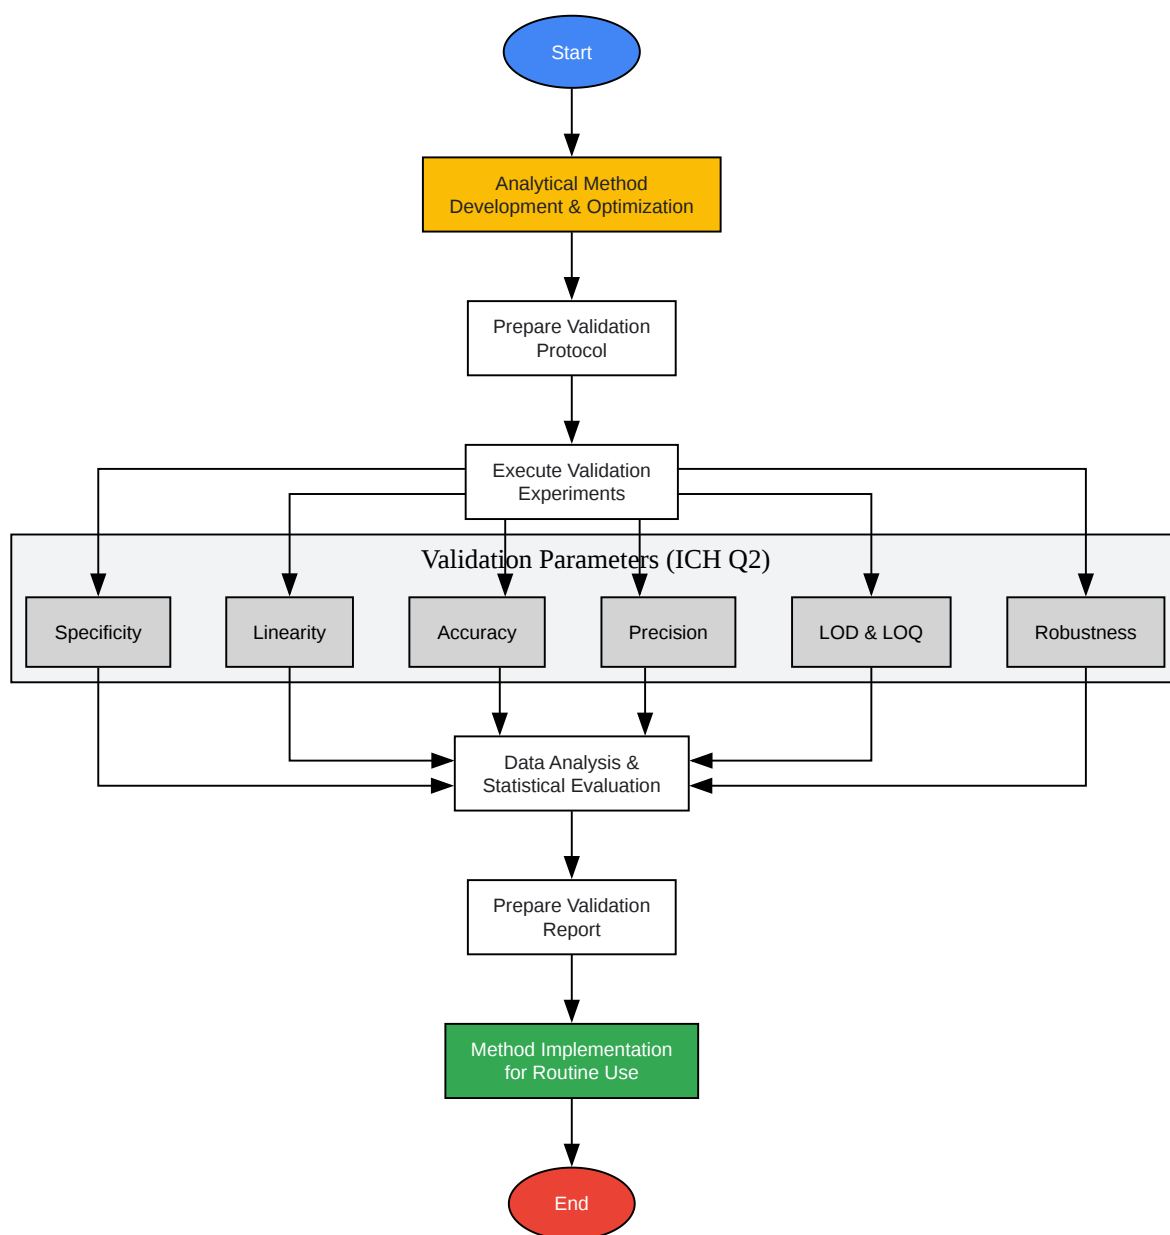 Start
Analytical Method
Development & Optimization
Prepare Validation
Protocol
Execute Validation
Experiments
Validation Parameters (ICH Q2)
Specificity
Linearity
Accuracy
Precision
LOD & LOQ
Robustness
Data Analysis &
Statistical Evaluation
Prepare Validation
Report
Method Implementation
for Routine Use
End